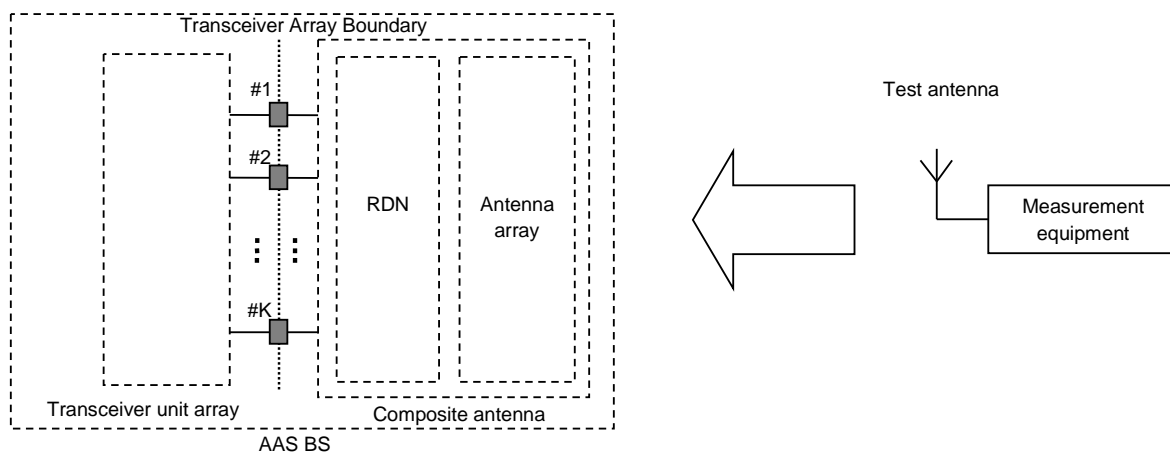 Transceiver Array Boundary
#1
#2
#K
RDN
Antenna
array
Transceiver unit array
Composite antenna
AAS BS
Test antenna
Measurement
equipment